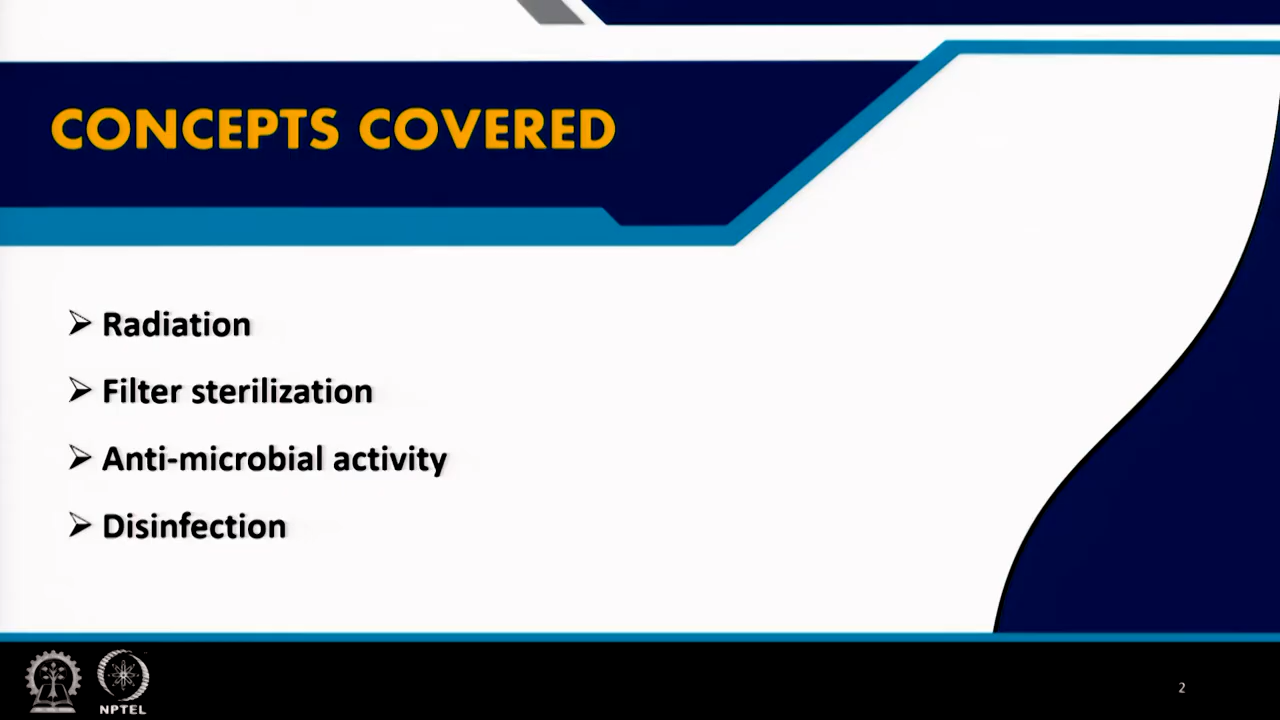 CONCEPTS COVERED
➢ Radiation
➢ Filter sterilization
➢ Anti-microbial activity
➢ Disinfection
NPTEL
2